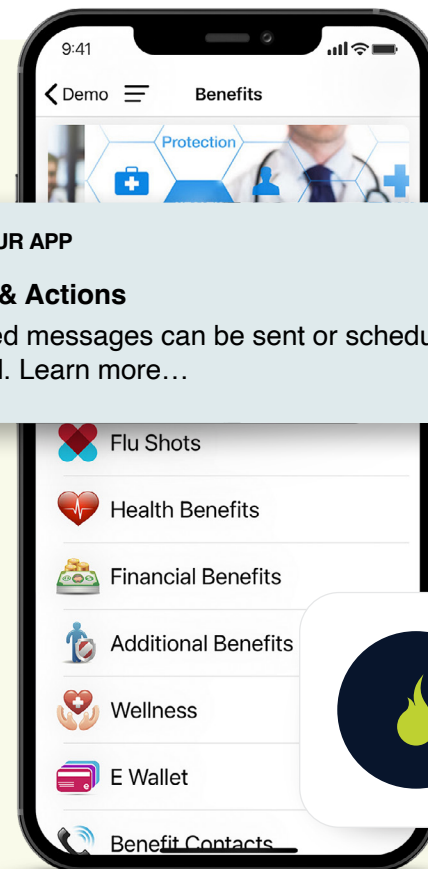 9:41
Demo
Benefits
Protection
UR APP
& Actions
ed messages can be sent or schedu
. Learn more…
Flu Shots
Health Benefits
Financial Benefits
Additional Benefits
Wellness
E Wallet
Benefit Contacts